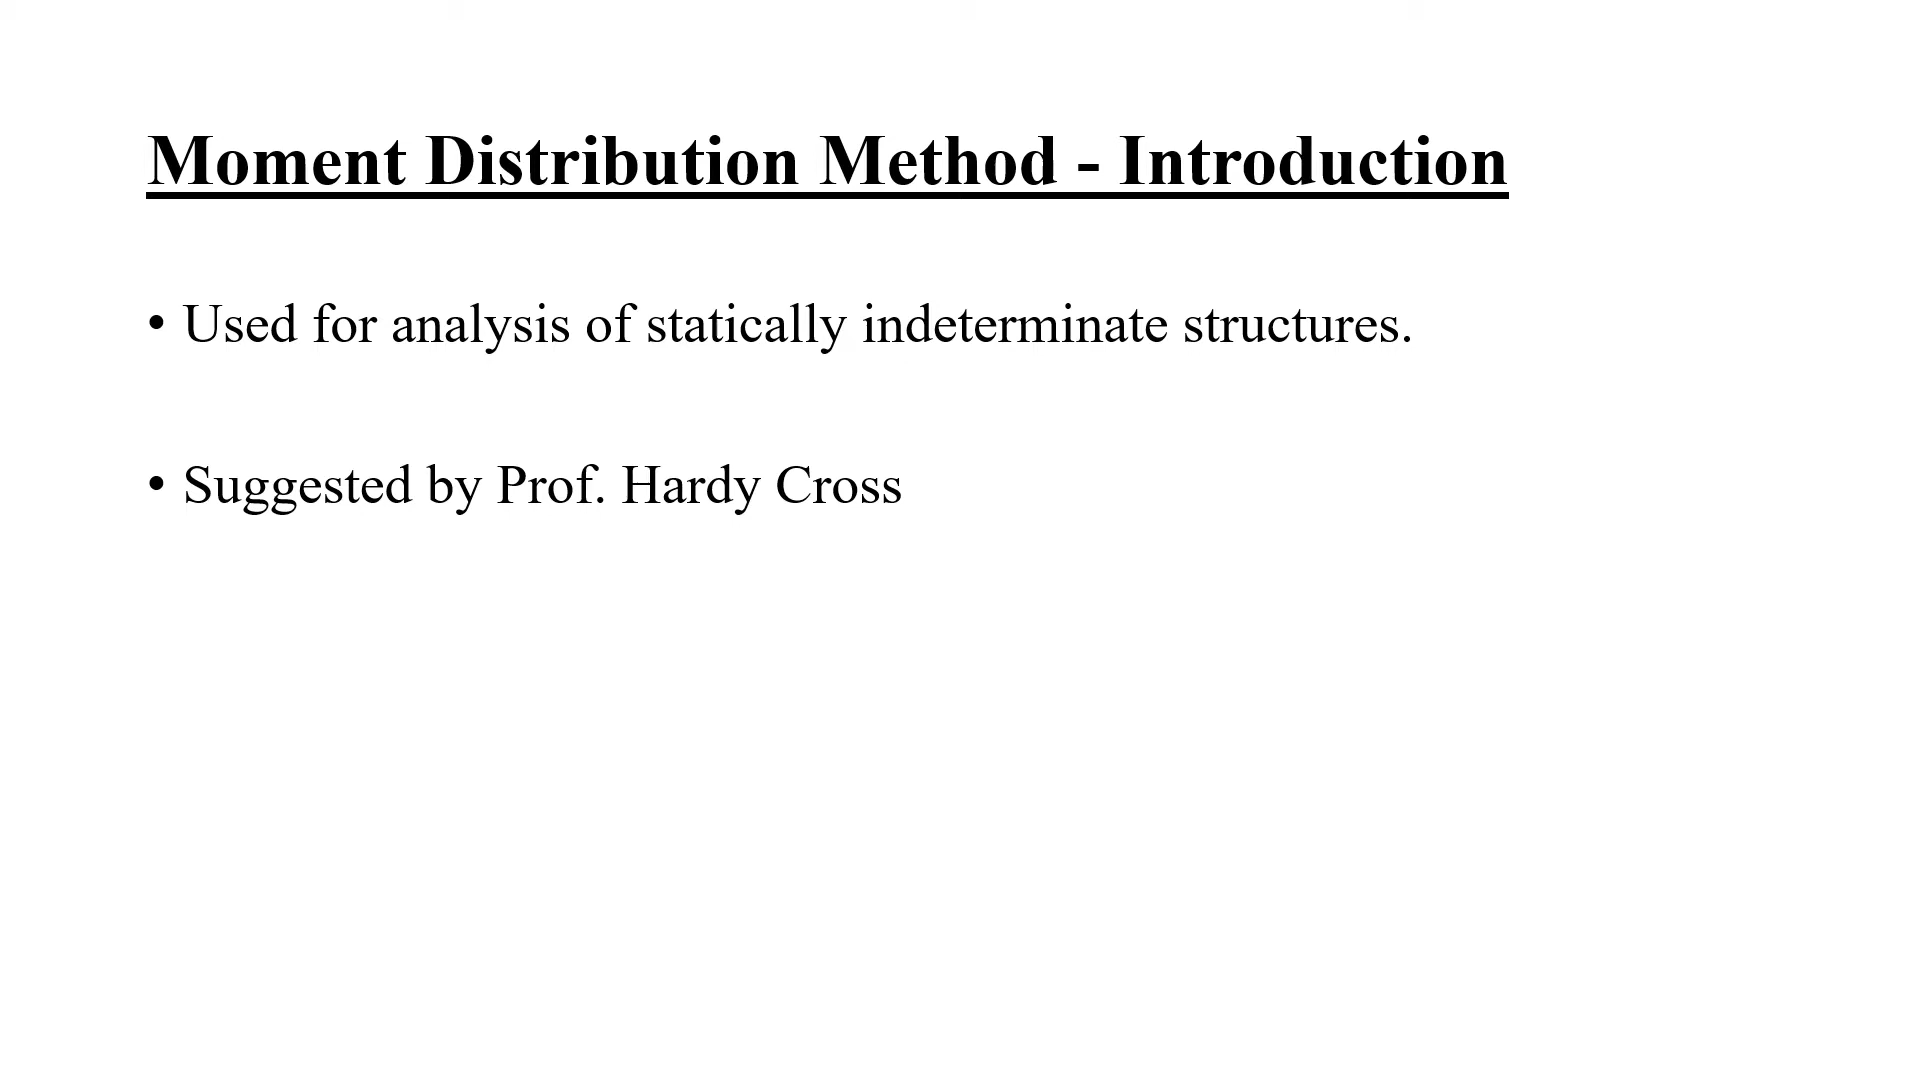 Moment Distribution Method - Introduction
• Used for analysis of statically indeterminate structures.
• Suggested by Prof. Hardy Cross